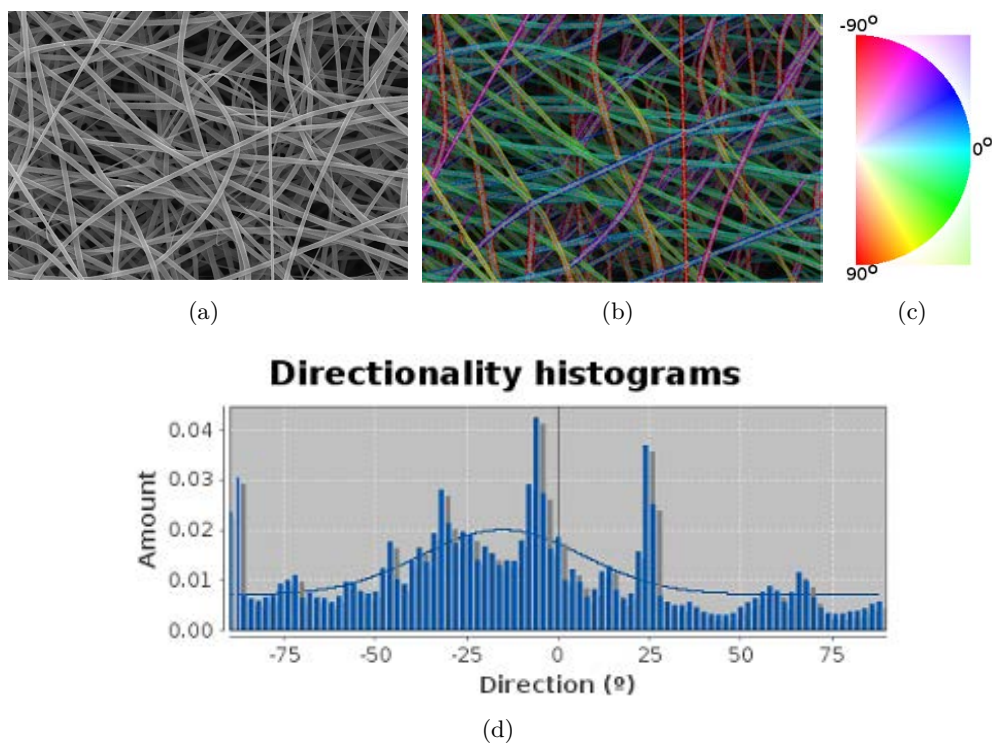 -90°
0°
90°
(a)
(b)
(c)
Directionality histograms
0.04
0.03
0.02
0.01
0.00
Amount
-75
-50
-25
0
25
50
75
Direction (º)
(d)